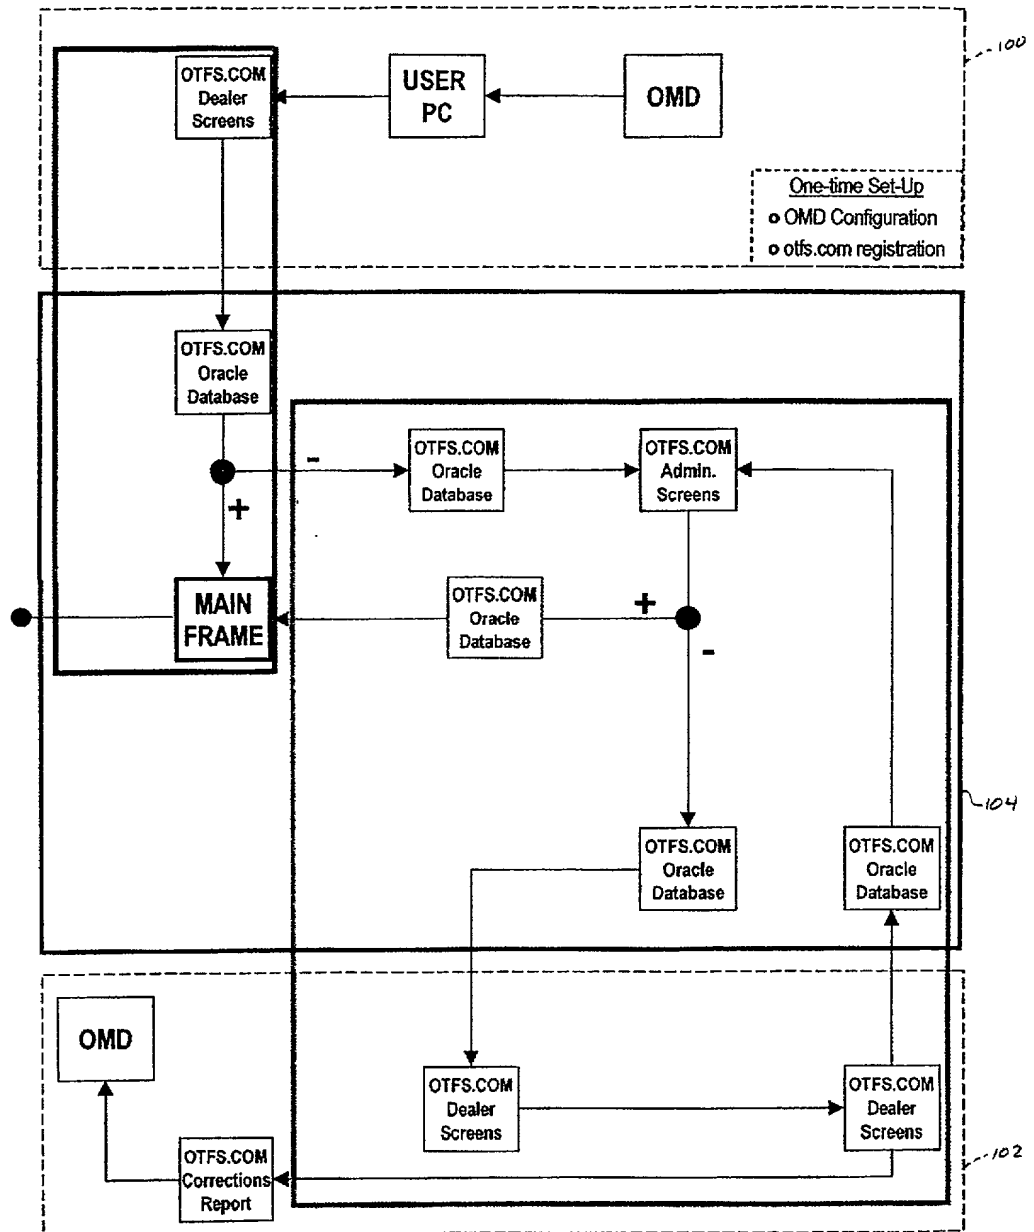 100
OTFS.COM
Dealer
Screens
USER
PC
OMD
One-time Set-Up
OMD Configuration
otfs.com registration
OTFS.COM
Oracle
Database
-
+
OTFS.COM
Oracle
Database
OTFS.COM
Admin.
Screens
MAIN
FRAME
OTFS.COM
Oracle
Database
+
-
104
OTFS.COM
Oracle
Database
OTFS.COM
Oracle
Database
OMD
OTFS.COM
Dealer
Screens
OTFS.COM
Dealer
Screens
OTFS.COM
Corrections
Report
102